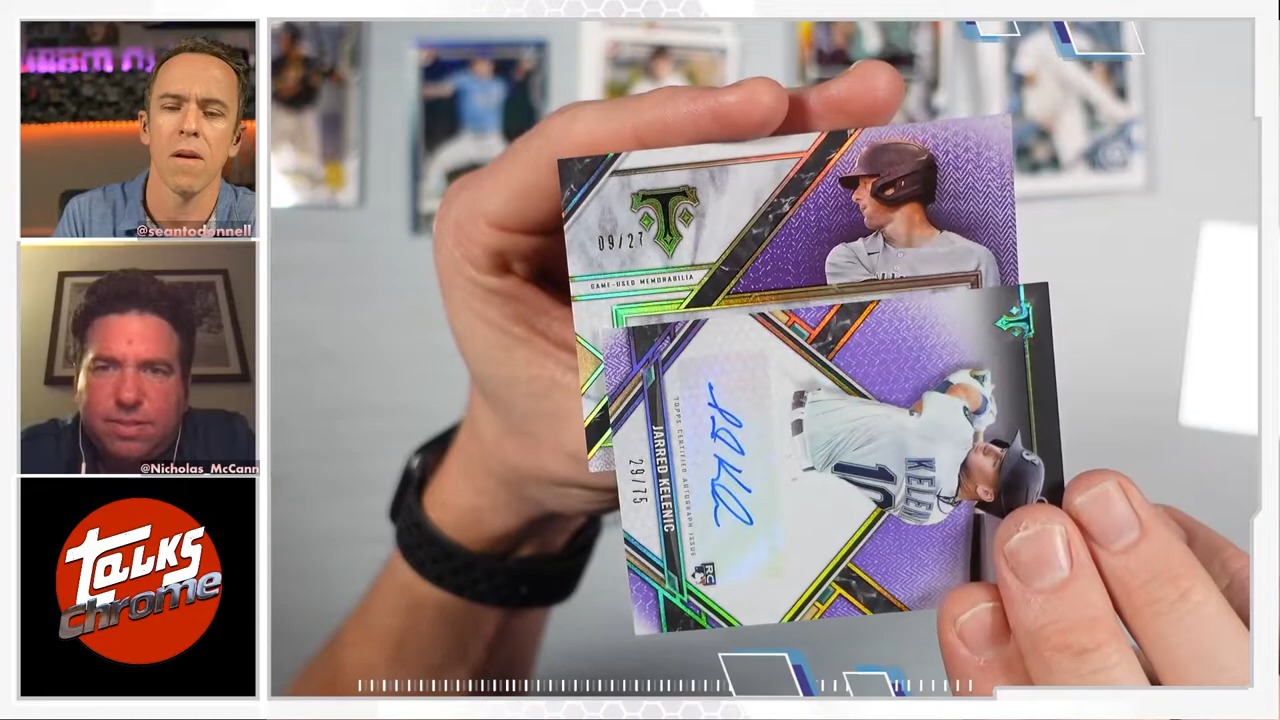 @seantodonnell
@Nicholas_McCann
TALKS
chrome
T
09/27
GAME-USED MEMORABILIA
TOPPS CERTIFIED AUTOGRAPH ISSUE
JARRED KELENIC
29/75
RC
KELEN
10
S